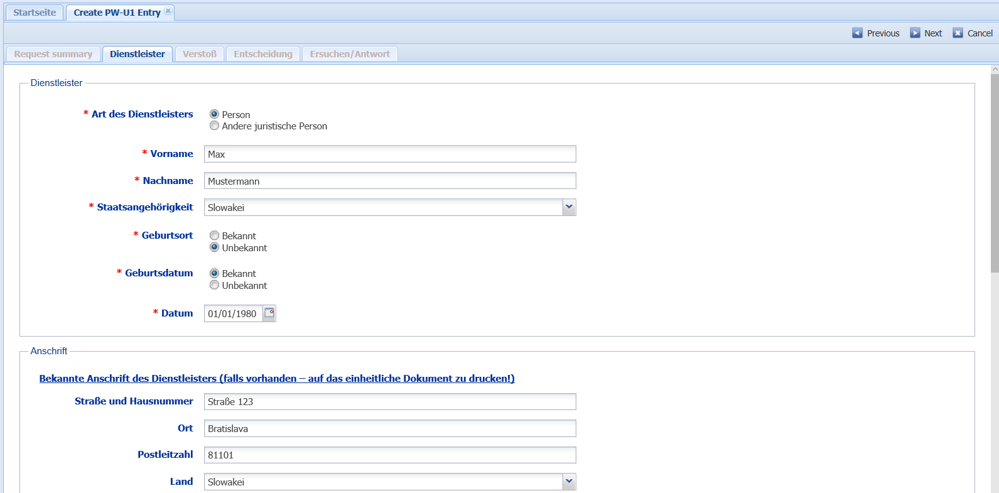 Startseite Create PW-U1 Entry
Previous Next Cancel
Request summary Dienstleister Verstoß Entscheidung Ersuchen/Antwort
Dienstleister
* Art des Dienstleisters Person
Andere juristische Person
* Vorname Max
* Nachname Mustermann
* Staatsangehörigkeit Slowakei
* Geburtsort Bekannt
Unbekannt
* Geburtsdatum Bekannt
Unbekannt
* Datum 01/01/1980
Anschrift
Bekannte Anschrift des Dienstleisters (falls vorhanden – auf das einheitliche Dokument zu drucken!)
Straße und Hausnummer Straße 123
Ort Bratislava
Postleitzahl 81101
Land Slowakei